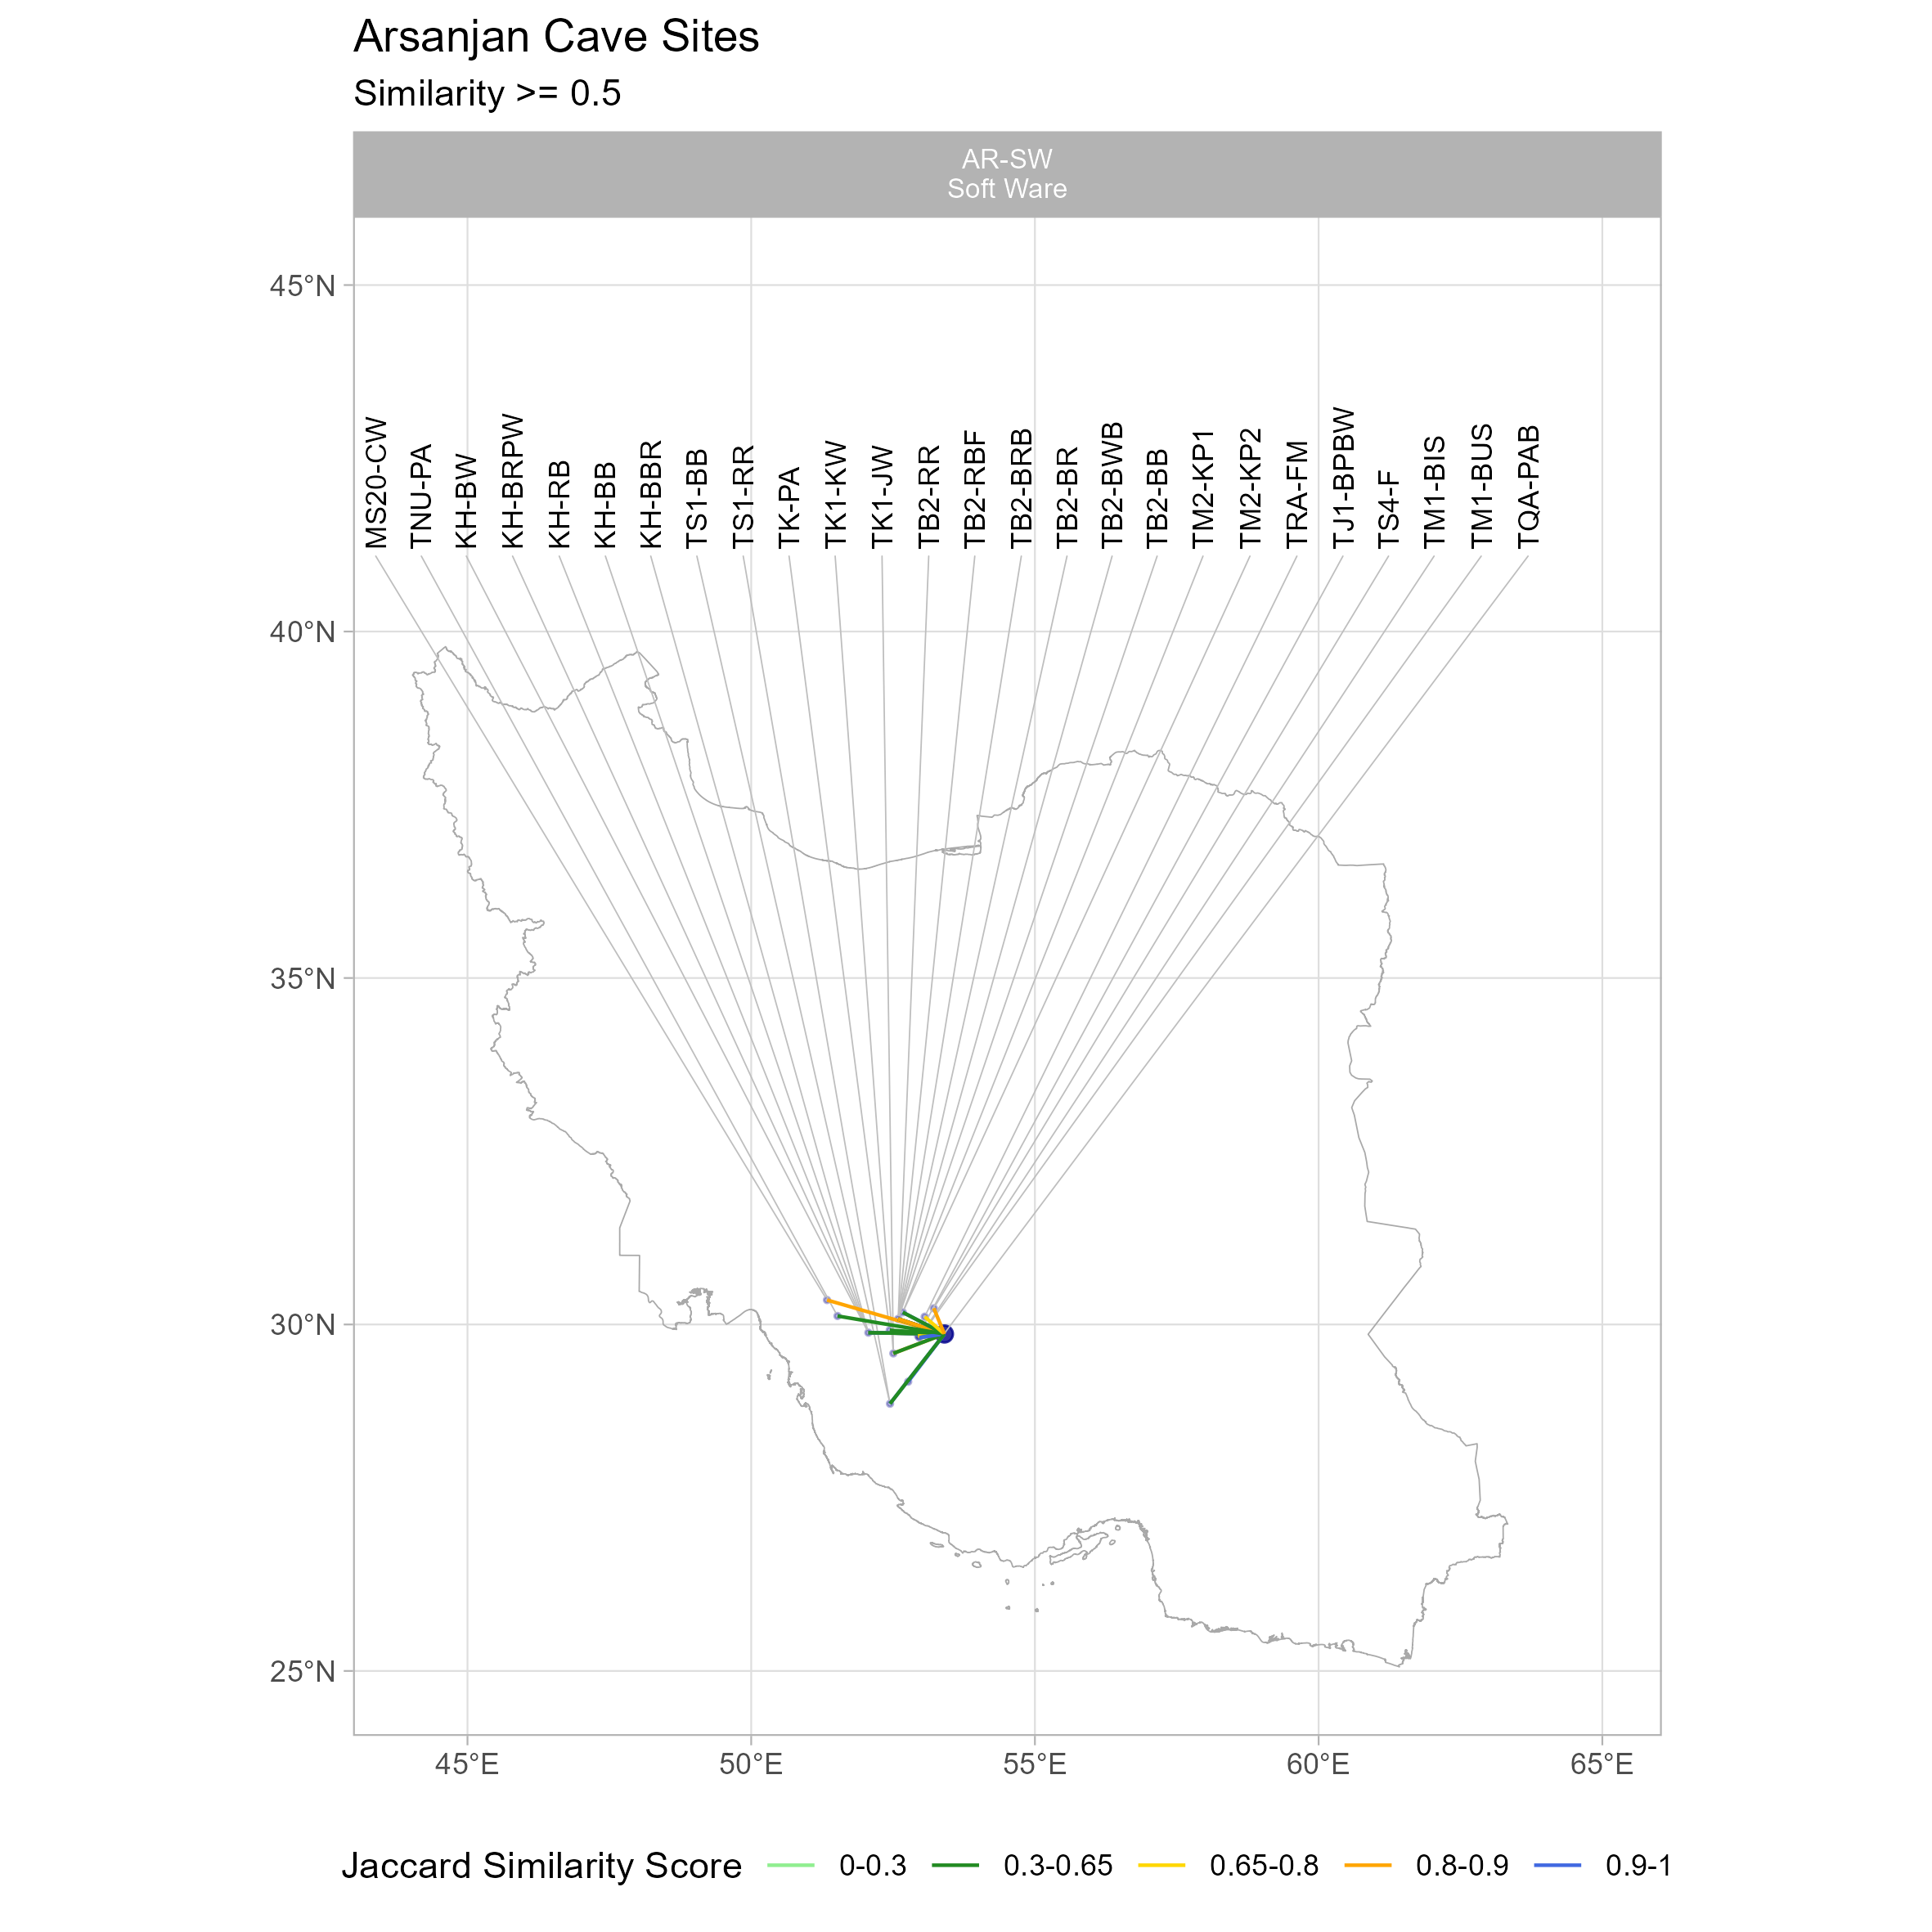 Arsanjan Cave Sites
Similarity >= 0.5
AR-SW
Soft Ware
45°N
40°N
35°N
30°N
25°N
MS20-CW
TNU-PA
KH-BW
KH-BRPW
KH-RB
KH-BB
KH-BBR
TS1-BB
TS1-RR
TK-PA
TK1-KW
TK1-JW
TB2-RR
TB2-RBF
TB2-BRB
TB2-BR
TB2-BWB
TB2-BB
TM2-KP1
TM2-KP2
TRA-FM
TJ1-BPBW
TS4-F
TM1-BIS
TM1-BUS
TQA-PAB
45°E 50°E 55°E 60°E 65°E
Jaccard Similarity Score 0-0.3 0.3-0.65 0.65-0.8 0.8-0.9 0.9-1